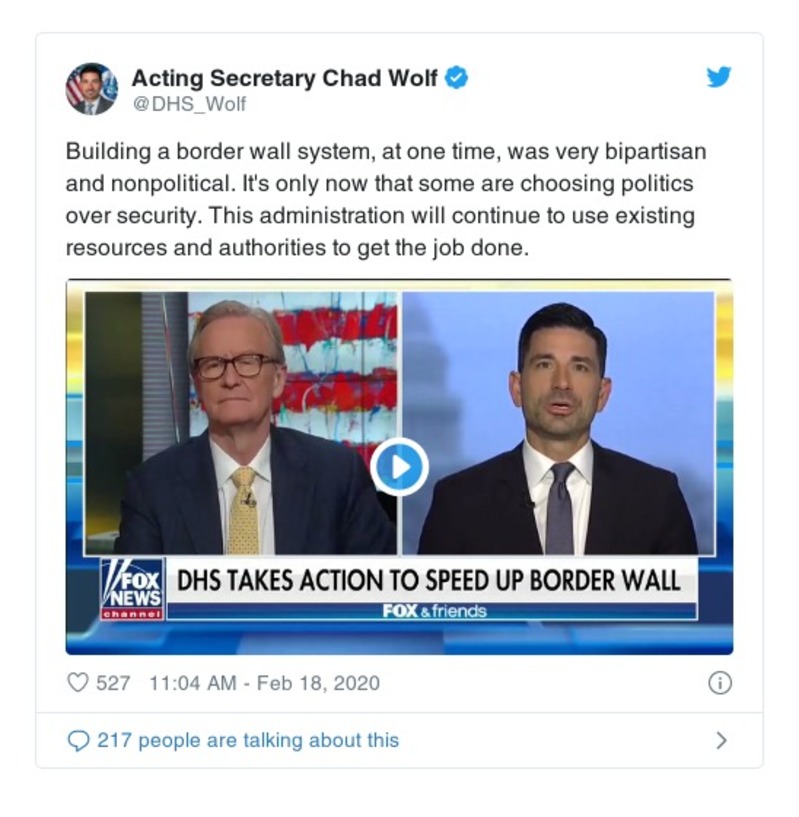 Acting Secretary Chad Wolf
@DHS_Wolf
Building a border wall system, at one time, was very bipartisan
and nonpolitical. It's only now that some are choosing politics
over security. This administration will continue to use existing
resources and authorities to get the job done.
FOX
NEWS
channel
DHS TAKES ACTION TO SPEED UP BORDER WALL
FOX & friends
527 11:04 AM - Feb 18, 2020
217 people are talking about this